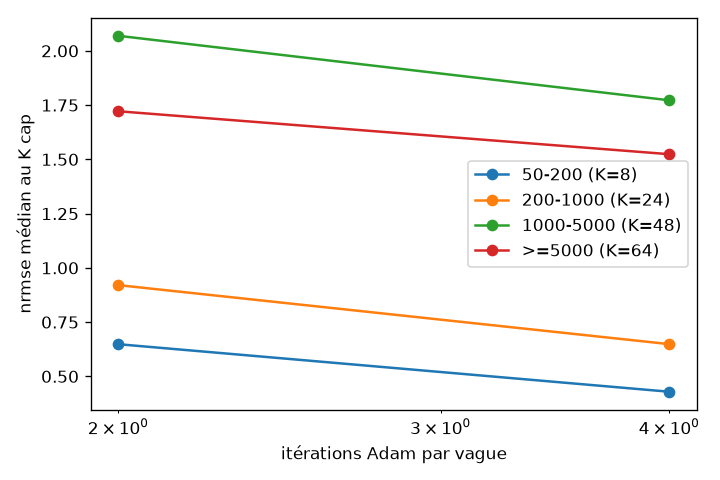 2.00
1.75
1.50
1.25
1.00
0.75
0.50
nrmse médian au K cap
50-200 (K=8)
200-1000 (K=24)
1000-5000 (K=48)
>=5000 (K=64)
2 × 10⁰ 3 × 10⁰ 4 × 10⁰
itérations Adam par vague